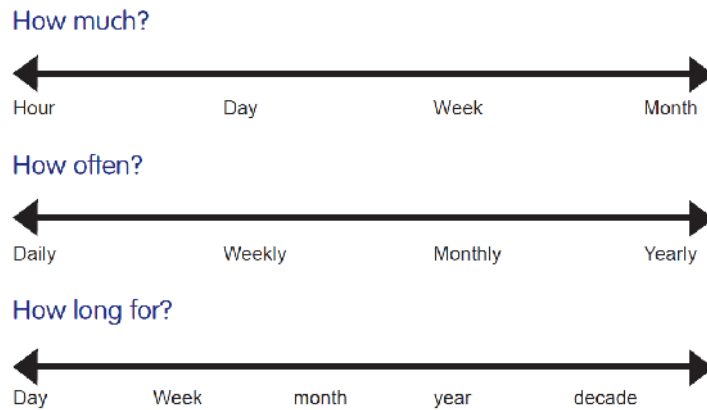 How much?
Hour Day Week Month
How often?
Daily Weekly Monthly Yearly
How long for?
Day Week month year decade